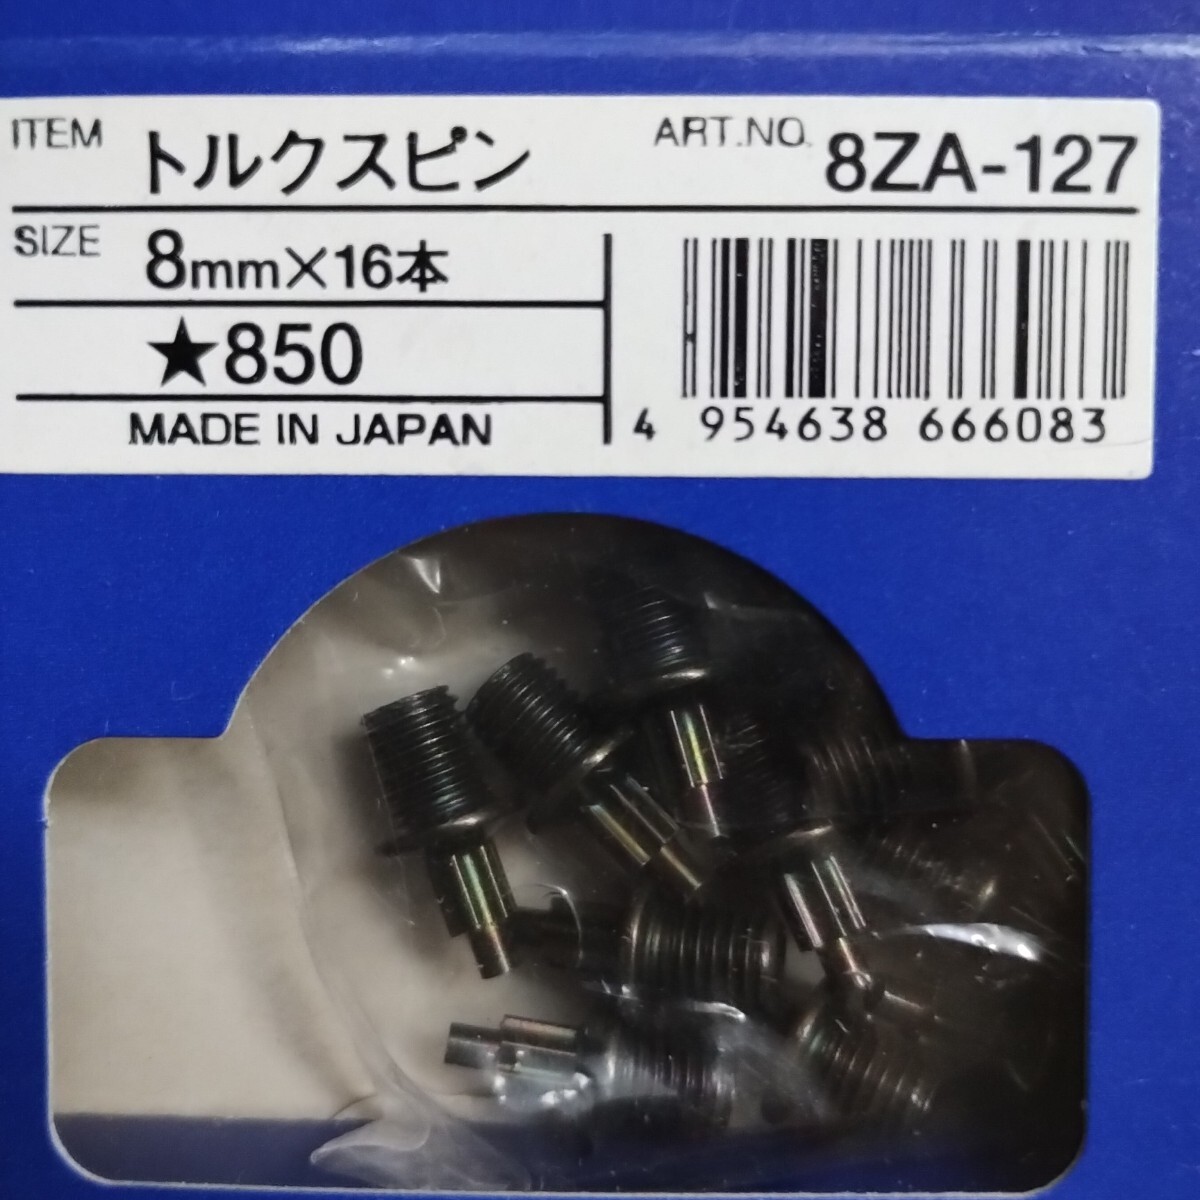 ITEM トルクスピン ART.NO. 8ZA-127
SIZE 8mm×16本
★850
MADE IN JAPAN
4 954638 666083